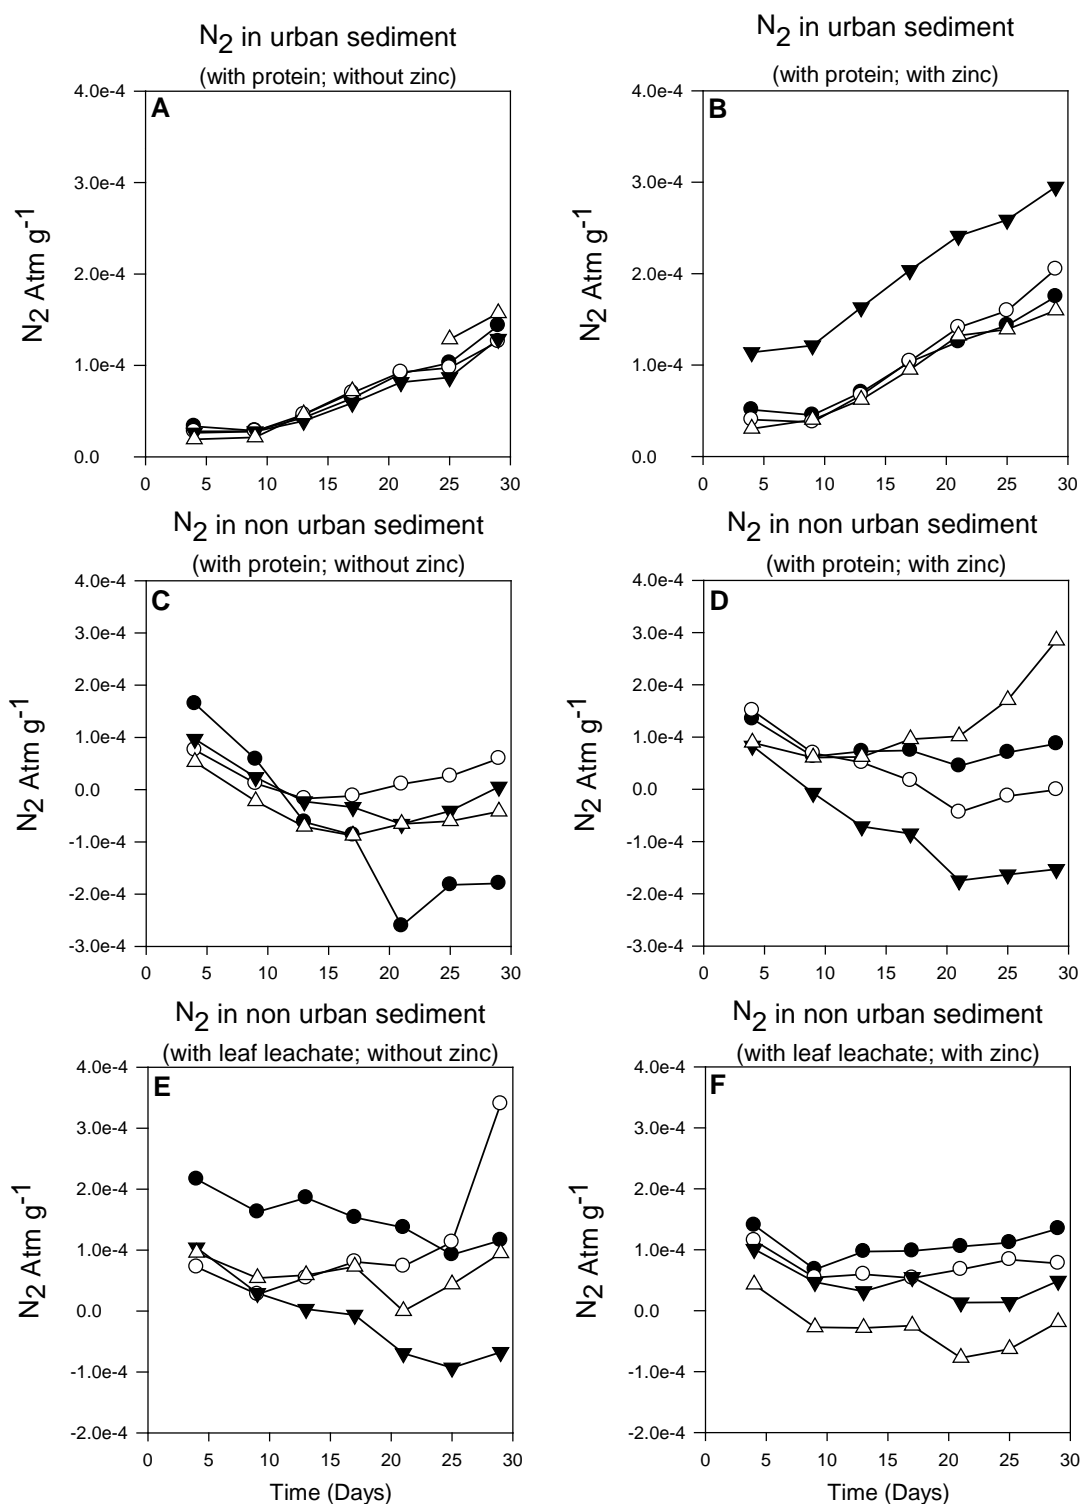 N2 in urban sediment
(with protein; without zinc)
A
4.0e-4
3.0e-4
2.0e-4
1.0e-4
0.0
N2 Atm g-1
0 5 10 15 20 25 30
N2 in urban sediment
(with protein; with zinc)
B
4.0e-4
3.0e-4
2.0e-4
1.0e-4
0.0
N2 Atm g-1
0 5 10 15 20 25 30
N2 in non urban sediment
(with protein; without zinc)
C
4.0e-4
3.0e-4
2.0e-4
1.0e-4
0.0
-1.0e-4
-2.0e-4
-3.0e-4
N2 Atm g-1
0 5 10 15 20 25 30
N2 in non urban sediment
(with protein; with zinc)
D
4.0e-4
3.0e-4
2.0e-4
1.0e-4
0.0
-1.0e-4
-2.0e-4
-3.0e-4
N2 Atm g-1
0 5 10 15 20 25 30
N2 in non urban sediment
(with leaf leachate; without zinc)
E
4.0e-4
3.0e-4
2.0e-4
1.0e-4
0.0
-1.0e-4
-2.0e-4
N2 Atm g-1
0 5 10 15 20 25 30
Time (Days)
N2 in non urban sediment
(with leaf leachate; with zinc)
F
4.0e-4
3.0e-4
2.0e-4
1.0e-4
0.0
-1.0e-4
-2.0e-4
N2 Atm g-1
0 5 10 15 20 25 30
Time (Days)